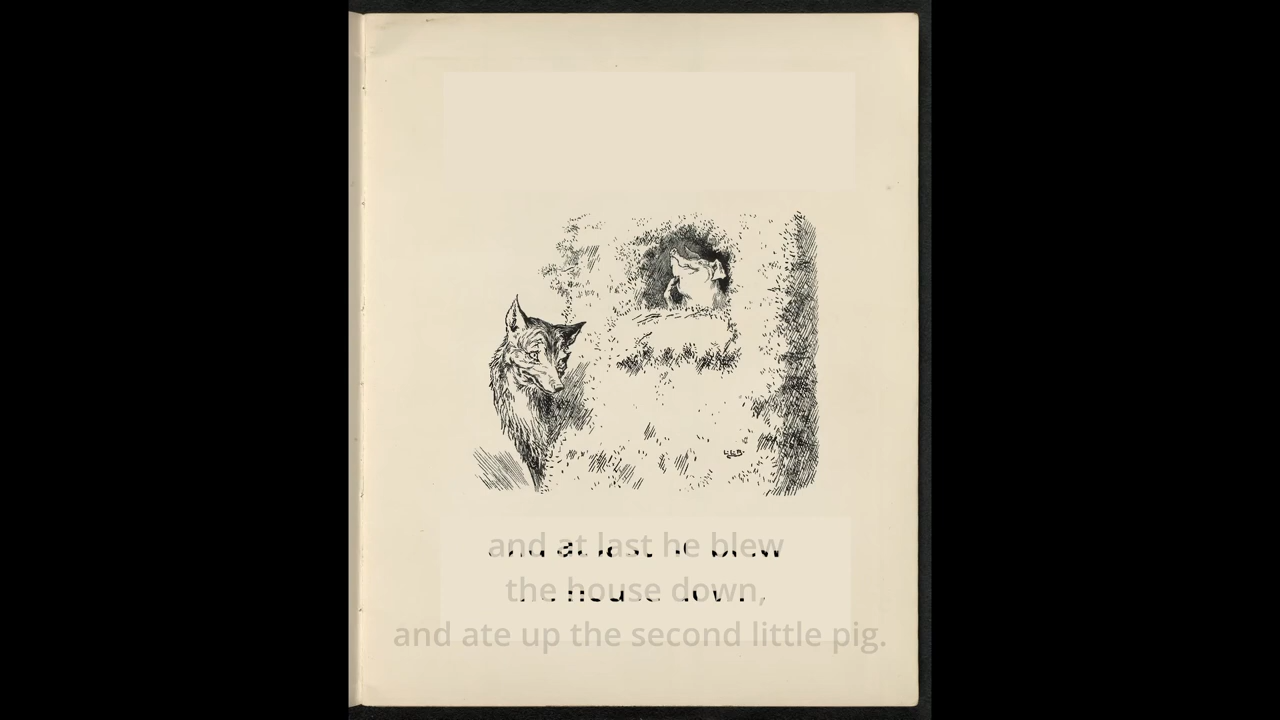 L.L.B.
and at last he blew
the house down,
and ate up the second little pig.